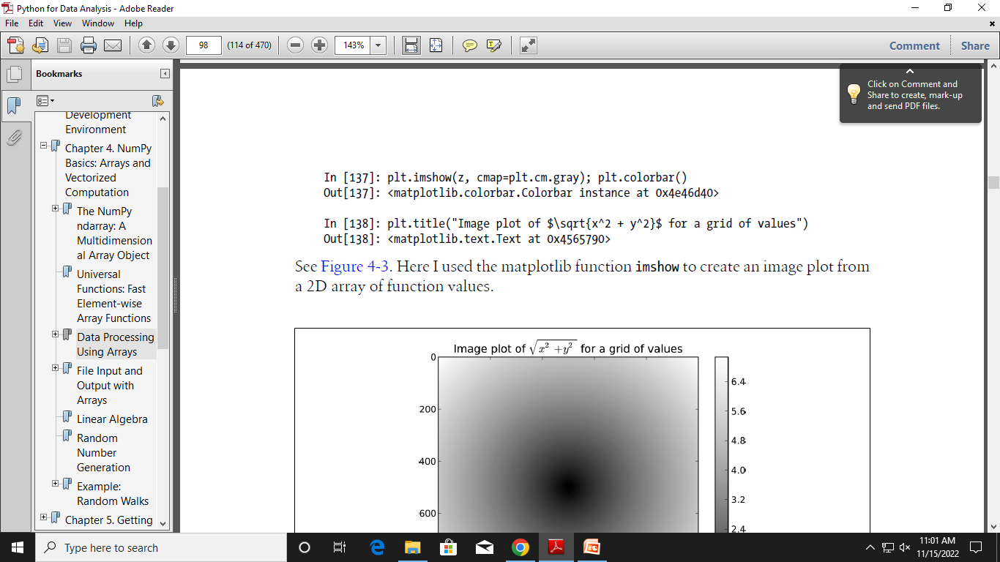 Python for Data Analysis - Adobe Reader
File Edit View Window Help
98 (114 of 470) 143% Comment Share
Bookmarks
Click on Comment and
Share to create, mark-up
and send PDF files.
Development
Environment
Chapter 4. NumPy
Basics: Arrays and
Vectorized
Computation
The NumPy
ndarray: A
Multidimension
al Array Object
Universal
Functions: Fast
Element-wise
Array Functions
Data Processing
Using Arrays
File Input and
Output with
Arrays
Linear Algebra
Random
Number
Generation
Example:
Random Walks
Chapter 5. Getting
In [137]: plt.imshow(z, cmap=plt.cm.gray); plt.colorbar()
Out[137]: <matplotlib.colorbar.Colorbar instance at 0x4e46d40>
In [138]: plt.title("Image plot of $\sqrt{x^2 + y^2}$ for a grid of values")
Out[138]: <matplotlib.text.Text at 0x4565790>
See Figure 4-3. Here I used the matplotlib function imshow to create an image plot from
a 2D array of function values.
Image plot of √x² +y² for a grid of values
0
200
400
600
6.4
5.6
4.8
4.0
3.2
2.4
Type here to search
11:01 AM
11/15/2022